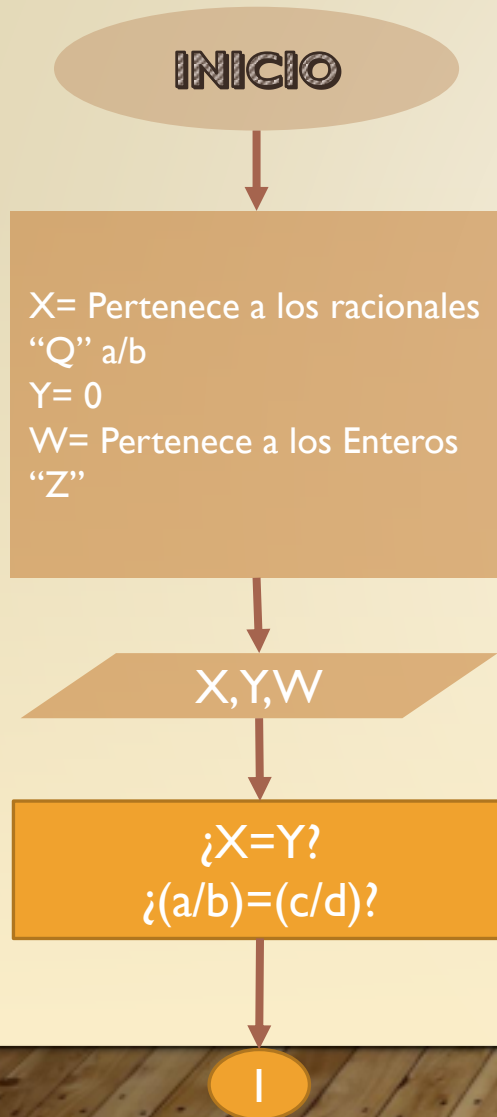 INICIO
X= Pertenece a los racionales
“Q” a/b
Y= 0
W= Pertenece a los Enteros
“Z”
X,Y,W
¿X=Y?
¿(a/b)=(c/d)?
1